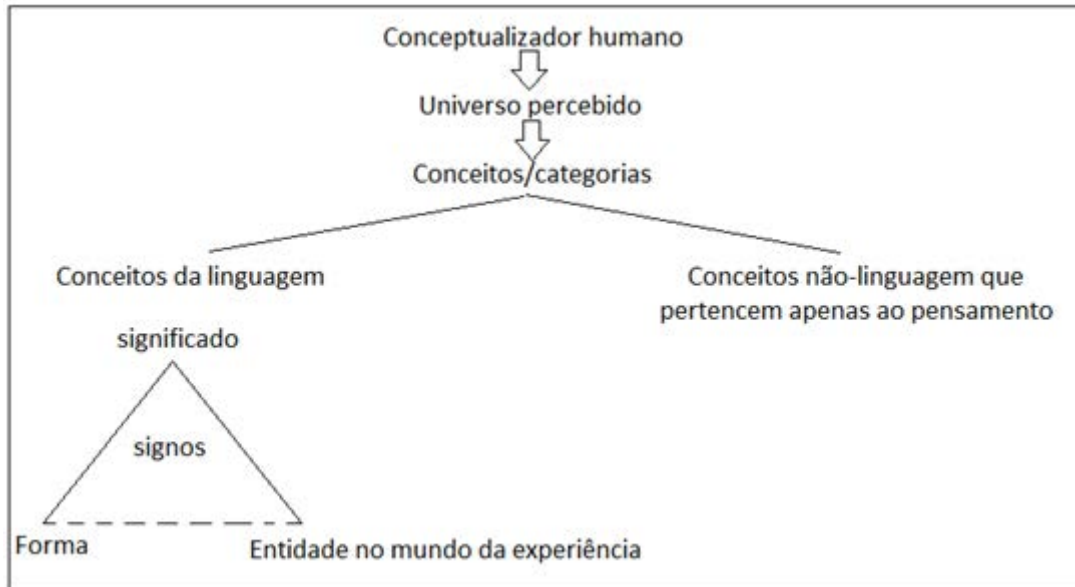 Conceptualizador humano
Universo percebido
Conceitos/categorias
Conceitos da linguagem
Conceitos não-linguagem que
pertencem apenas ao pensamento
significado
signos
Forma
Entidade no mundo da experiência